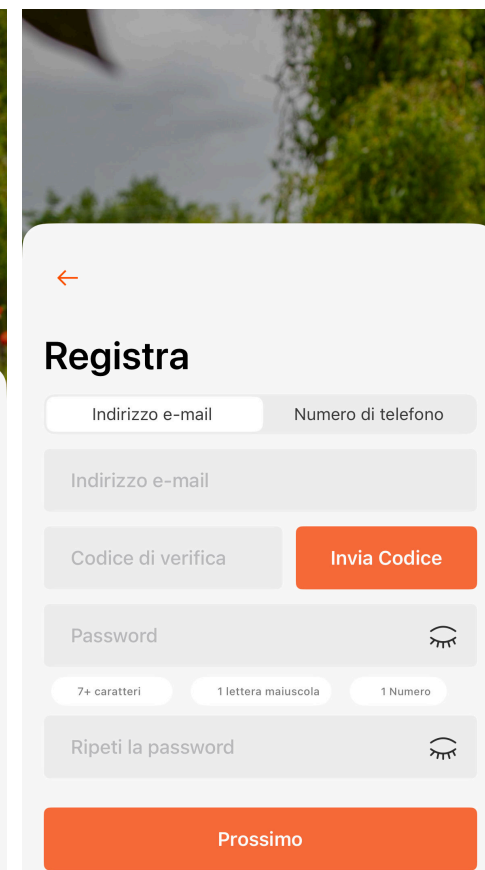 Registra
Indirizzo e-mail Numero di telefono
Indirizzo e-mail
Codice di verifica Invia Codice
Password
7+ caratteri 1 lettera maiuscola 1 Numero
Ripeti la password
Prossimo